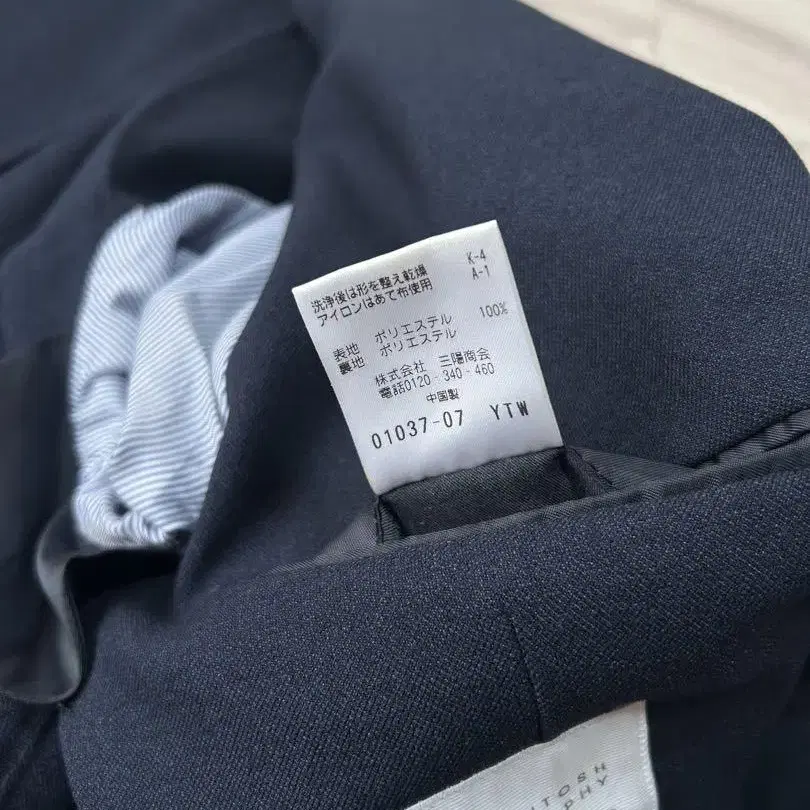 K-4
洗浄後は形を整え乾燥 A-1
アイロンはあて布使用
表地 ポリエステル 100%
裏地 ポリエステル
株式会社 三陽商会
電話0120-340-460
中国製
01037-07 YTW